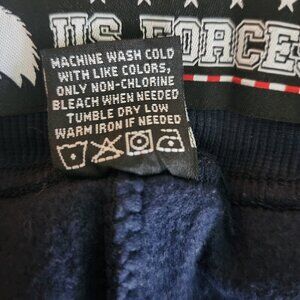 US FORCES
MACHINE WASH COLD
WITH LIKE COLORS,
ONLY NON-CHLORINE
BLEACH WHEN NEEDED
TUMBLE DRY LOW
WARM IRON IF NEEDED